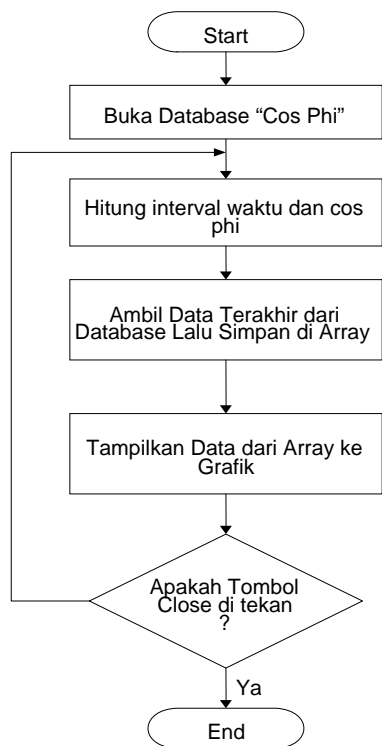 Start
Buka Database “Cos Phi”
Hitung interval waktu dan cos
phi
Ambil Data Terakhir dari
Database Lalu Simpan di Array
Tampilkan Data dari Array ke
Grafik
Apakah Tombol
Close di tekan
?
Ya
End